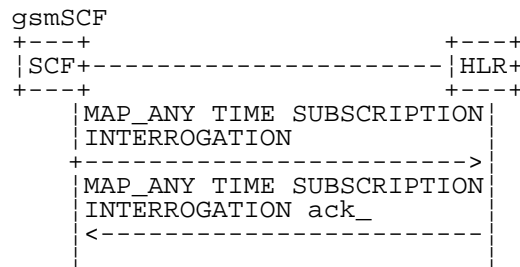 gsmSCF
SCF HLR
MAP_ANY TIME SUBSCRIPTION
INTERROGATION
MAP_ANY TIME SUBSCRIPTION
INTERROGATION ack_